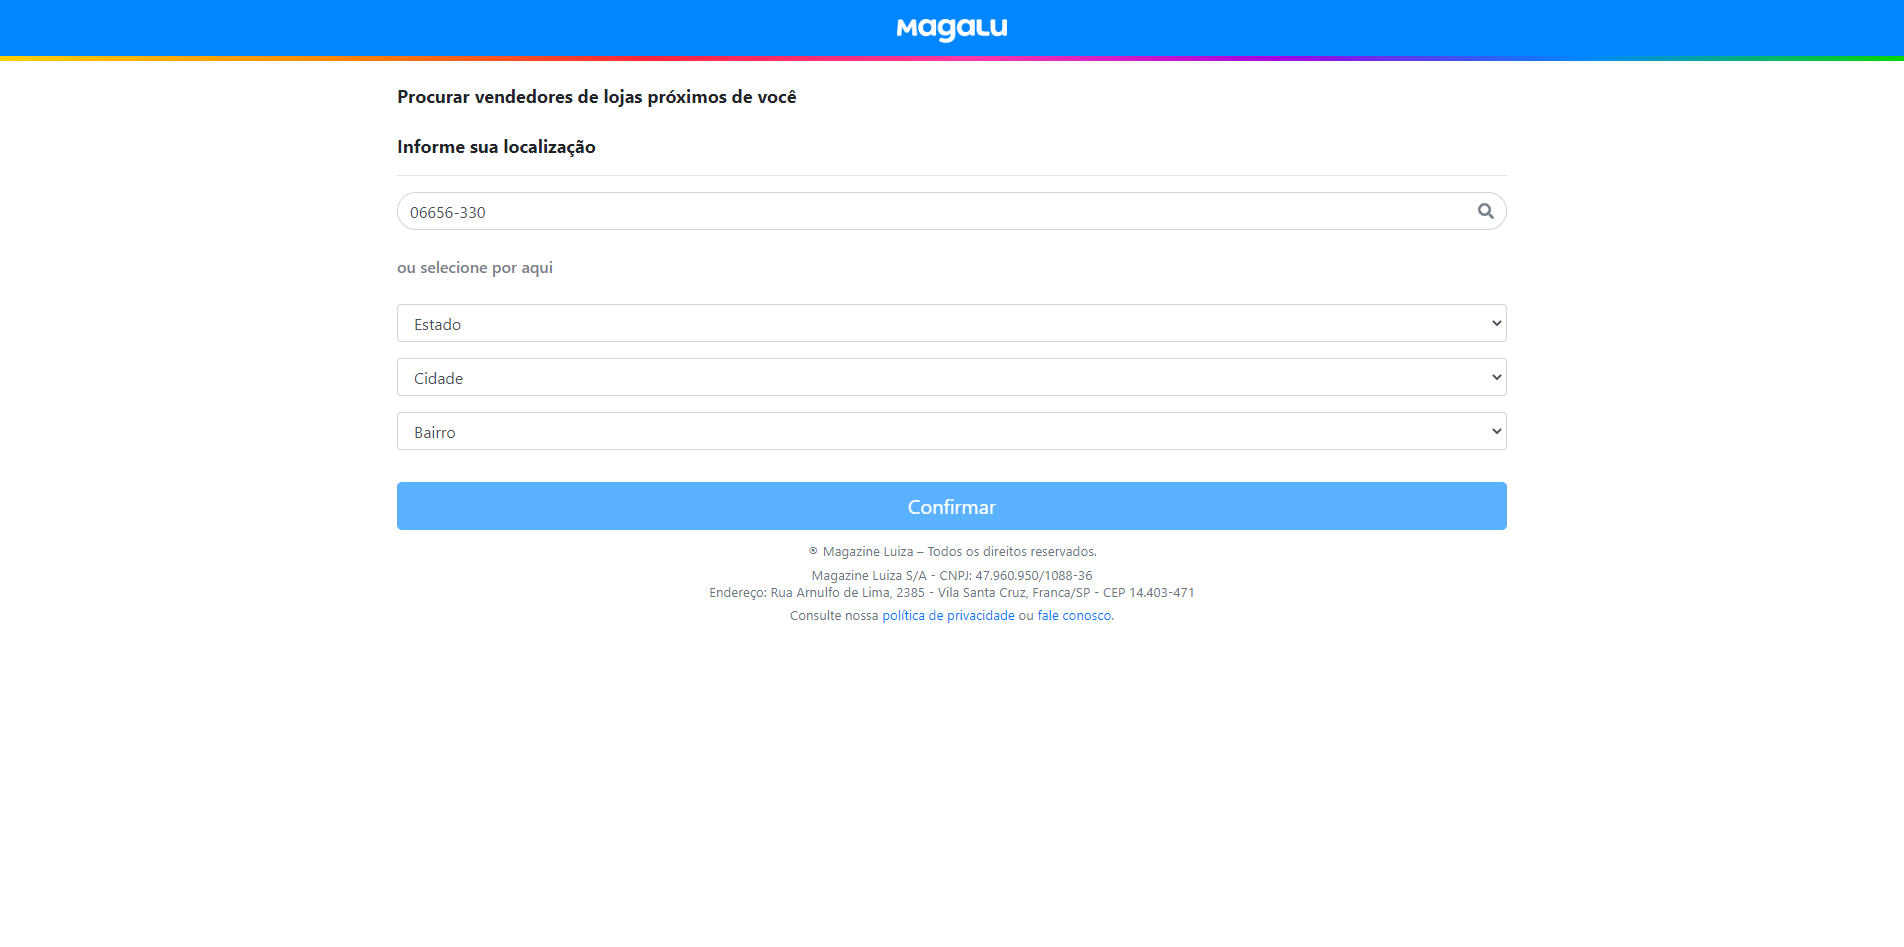 Magalu
Procurar vendedores de lojas próximos de você
Informe sua localização
06656-330
ou selecione por aqui
Estado
Cidade
Bairro
Confirmar
® Magazine Luiza – Todos os direitos reservados.
Magazine Luiza S/A - CNPJ: 47.960.950/1088-36
Endereço: Rua Arnulfo de Lima, 2385 - Vila Santa Cruz, Franca/SP - CEP 14.403-471
Consulte nossa política de privacidade ou fale conosco.